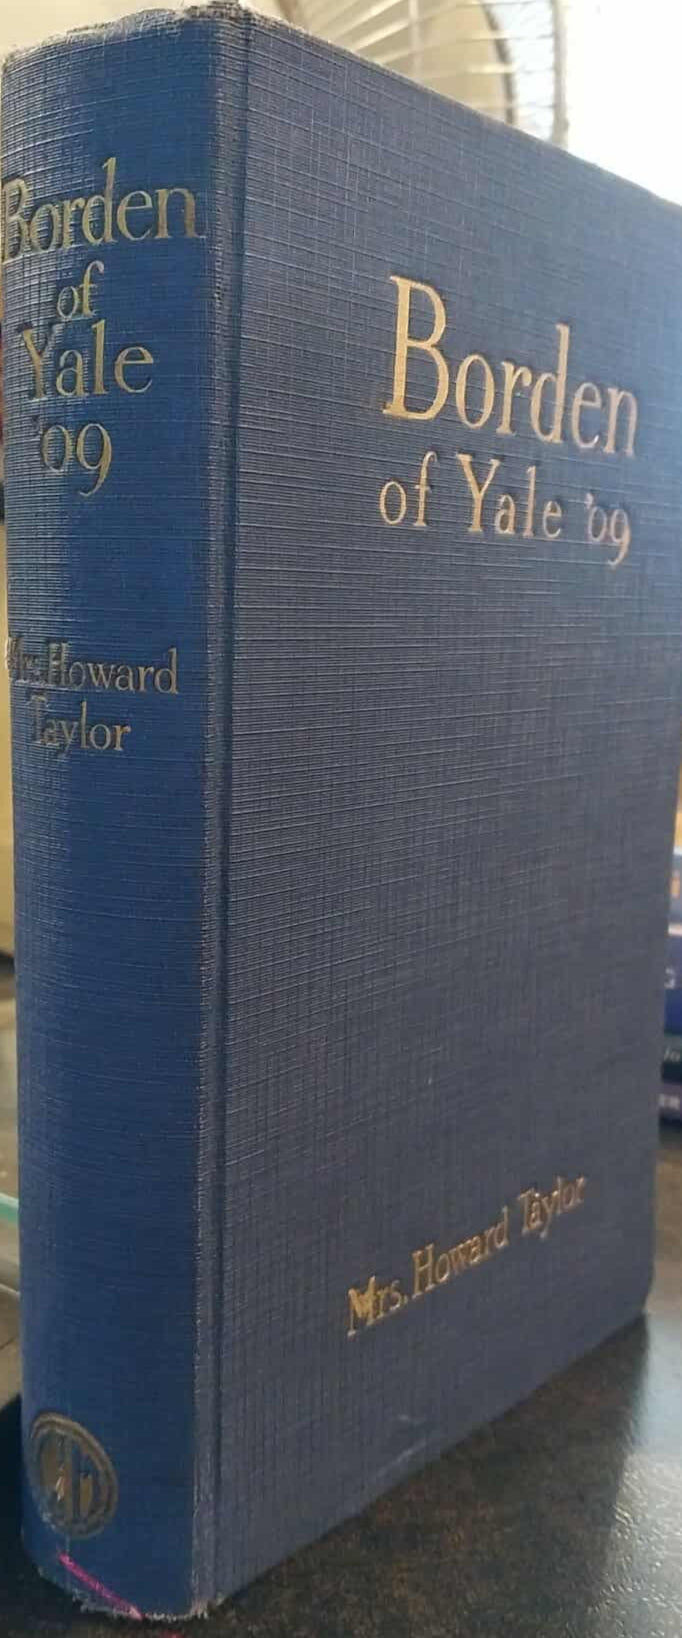 Borden
of
Yale
'09
Mrs. Howard
Taylor
Borden
of Yale '09
Mrs. Howard Taylor